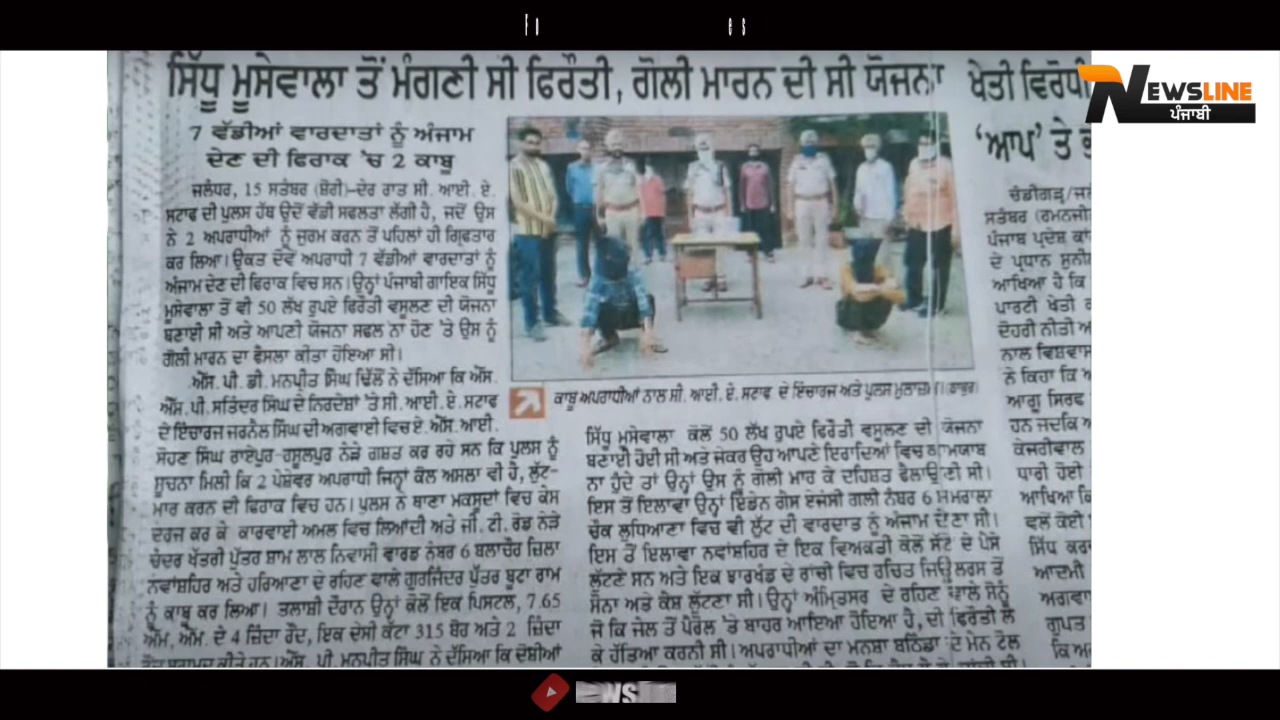 ਸਿੱਧੂ ਮੂਸੇਵਾਲਾ ਤੋਂ ਮੰਗਣੀ ਸੀ ਫਿਰੌਤੀ, ਗੋਲੀ ਮਾਰਨ ਦੀ ਸੀ ਯੋਜਨਾ
7 ਵੱਡੀਆਂ ਵਾਰਦਾਤਾਂ ਨੂੰ ਅੰਜਾਮ
ਦੇਣ ਦੀ ਫਿਰਾਕ 'ਚ 2 ਕਾਬੂ
ਜਲੰਧਰ, 15 ਸਤੰਬਰ (ਸ਼ੋਰੀ)-ਦੇਰ ਰਾਤ ਸੀ. ਆਈ. ਏ.
ਸਟਾਫ ਦੀ ਪੁਲਸ ਹੱਥ ਉਦੋਂ ਵੱਡੀ ਸਫਲਤਾ ਲੱਗੀ ਹੈ, ਜਦੋਂ ਉਸ
ਨੇ 2 ਅਪਰਾਧੀਆਂ ਨੂੰ ਜੁਰਮ ਕਰਨ ਤੋਂ ਪਹਿਲਾਂ ਹੀ ਗ੍ਰਿਫਤਾਰ
ਕਰ ਲਿਆ। ਉਕਤ ਦੋਵੇਂ ਅਪਰਾਧੀ 7 ਵੱਡੀਆਂ ਵਾਰਦਾਤਾਂ ਨੂੰ
ਅੰਜਾਮ ਦੇਣ ਦੀ ਫਿਰਾਕ ਵਿਚ ਸਨ। ਉਨ੍ਹਾਂ ਪੰਜਾਬੀ ਗਾਇਕ ਸਿੱਧੂ
ਮੂਸੇਵਾਲਾ ਤੋਂ ਵੀ 50 ਲੱਖ ਰੁਪਏ ਫਿਰੌਤੀ ਵਸੂਲਣ ਦੀ ਯੋਜਨਾ
ਬਣਾਈ ਸੀ ਅਤੇ ਆਪਣੀ ਯੋਜਨਾ ਸਫਲ ਨਾ ਹੋਣ 'ਤੇ ਉਸ ਨੂੰ
ਗੋਲੀ ਮਾਰਨ ਦਾ ਫੈਸਲਾ ਕੀਤਾ ਹੋਇਆ ਸੀ।
ਐੱਸ. ਪੀ. ਡੀ. ਮਨਪ੍ਰੀਤ ਸਿੰਘ ਢਿੱਲੋਂ ਨੇ ਦੱਸਿਆ ਕਿ ਐੱਸ.
ਐੱਸ. ਪੀ. ਸਤਿੰਦਰ ਸਿੰਘ ਦੇ ਨਿਰਦੇਸ਼ਾਂ 'ਤੇ ਸੀ. ਆਈ. ਏ. ਸਟਾਫ
ਦੇ ਇੰਚਾਰਜ ਜਰਨੈਲ ਸਿੰਘ ਦੀ ਅਗਵਾਈ ਵਿਚ ਏ. ਐੱਸ. ਆਈ.
ਸੋਹਣ ਸਿੰਘ ਰਾਏਪੁਰ-ਰਸੂਲਪੁਰ ਨੇੜੇ ਗਸ਼ਤ ਕਰ ਰਹੇ ਸਨ ਕਿ ਪੁਲਸ ਨੂੰ
ਸੂਚਨਾ ਮਿਲੀ ਕਿ 2 ਪੇਸ਼ੇਵਰ ਅਪਰਾਧੀ ਜਿਨ੍ਹਾਂ ਕੋਲ ਅਸਲਾ ਵੀ ਹੈ, ਲੁੱਟ-
ਮਾਰ ਕਰਨ ਦੀ ਫਿਰਾਕ ਵਿਚ ਹਨ। ਪੁਲਸ ਨੇ ਥਾਣਾ ਮਕਸੂਦਾਂ ਵਿਚ ਕੇਸ
ਦਰਜ ਕਰ ਕੇ ਕਾਰਵਾਈ ਅਮਲ ਵਿਚ ਲਿਆਂਦੀ ਅਤੇ ਜੀ. ਟੀ. ਰੋਡ ਨੇੜੇ
ਚੰਦਰ ਖੱਤਰੀ ਪੁੱਤਰ ਸ਼ਾਮ ਲਾਲ ਨਿਵਾਸੀ ਵਾਰਡ ਨੰਬਰ 6 ਬਲਾਚੌਰ ਜ਼ਿਲਾ
ਨਵਾਂਸ਼ਹਿਰ ਅਤੇ ਹਰਿਆਣਾ ਦੇ ਰਹਿਣ ਵਾਲੇ ਗੁਰਜਿੰਦਰ ਪੁੱਤਰ ਬੂਟਾ ਰਾਮ
ਨੂੰ ਕਾਬੂ ਕਰ ਲਿਆ। ਤਲਾਸ਼ੀ ਦੌਰਾਨ ਉਨ੍ਹਾਂ ਕੋਲੋਂ ਇਕ ਪਿਸਟਲ, 7.65
ਐੱਮ. ਐੱਮ. ਦੇ 4 ਜ਼ਿੰਦਾ ਰੌਂਦ, ਇਕ ਦੇਸੀ ਕੱਟਾ 315 ਬੋਰ ਅਤੇ 2 ਜ਼ਿੰਦਾ
ਰੌਂਦ ਬਰਾਮਦ ਕੀਤੇ ਹਨ। ਐੱਸ. ਪੀ. ਮਨਪ੍ਰੀਤ ਸਿੰਘ ਨੇ ਦੱਸਿਆ ਕਿ ਦੋਸ਼ੀਆਂ
ਕਾਬੂ ਅਪਰਾਧੀਆਂ ਨਾਲ ਸੀ. ਆਈ. ਏ. ਸਟਾਫ ਦੇ ਇੰਚਾਰਜ ਅਤੇ ਪੁਲਸ
ਸਿੱਧੂ ਮੂਸੇਵਾਲਾ ਕੋਲੋਂ 50 ਲੱਖ ਰੁਪਏ ਫਿਰੌਤੀ ਵਸੂਲਣ ਦੀ ਯੋਜਨਾ
ਬਣਾਈ ਹੋਈ ਸੀ ਅਤੇ ਜੇਕਰ ਉਹ ਆਪਣੇ ਇਰਾਦਿਆਂ ਵਿਚ ਕਾਮਯਾਬ
ਨਾ ਹੁੰਦੇ ਤਾਂ ਉਨ੍ਹਾਂ ਉਸ ਨੂੰ ਗੋਲੀ ਮਾਰ ਕੇ ਦਹਿਸ਼ਤ ਫੈਲਾਉਣੀ ਸੀ।
ਇਸ ਤੋਂ ਇਲਾਵਾ ਉਨ੍ਹਾਂ ਇੰਡੇਨ ਗੈਸ ਏਜੰਸੀ ਗਲੀ ਨੰਬਰ 6 ਸਮਰਾਲਾ
ਚੌਕ ਲੁਧਿਆਣਾ ਵਿਚ ਵੀ ਲੁੱਟ ਦੀ ਵਾਰਦਾਤ ਨੂੰ ਅੰਜਾਮ ਦੇਣਾ ਸੀ।
ਇਸ ਤੋਂ ਇਲਾਵਾ ਨਵਾਂਸ਼ਹਿਰ ਦੇ ਇਕ ਵਿਅਕਤੀ ਕੋਲੋਂ ਸੱਟੇ ਦੇ ਪੈਸੇ
ਲੁੱਟਣੇ ਸਨ ਅਤੇ ਇਕ ਝਾਰਖੰਡ ਦੇ ਰਾਂਚੀ ਵਿਚ ਰਚਿਤ ਜਿਊਲਰਸ ਤੋਂ
ਸੋਨਾ ਅਤੇ ਕੈਸ਼ ਲੁੱਟਣਾ ਸੀ। ਉਨ੍ਹਾਂ ਅੰਮ੍ਰਿਤਸਰ ਦੇ ਰਹਿਣ ਵਾਲੇ ਸੋਨੂੰ
ਜੋ ਕਿ ਜੇਲ ਤੋਂ ਪੈਰੋਲ 'ਤੇ ਬਾਹਰ ਆਇਆ ਹੋਇਆ ਹੈ, ਦੀ ਫਿਰੌਤੀ ਲੈ
ਕੇ ਹੱਤਿਆ ਕਰਨੀ ਸੀ। ਅਪਰਾਧੀਆਂ ਦਾ ਮਨਸ਼ਾ ਬਠਿੰਡਾ ਦੇ ਮੇਨ ਟੋਲ
ਖੇਤੀ ਵਿਰੋਧੀ
'ਆਪ' ਤੇ
ਚੰਡੀਗੜ੍ਹ/
ਸਤੰਬਰ (ਰਮਨਜੀ
ਪੰਜਾਬ ਪ੍ਰਦੇਸ਼ ਕਾਂ
ਦੇ ਪ੍ਰਧਾਨ ਸੁਨੀ
ਆਖਿਆ ਹੈ ਕਿ
ਪਾਰਟੀ ਖੇਤੀ
ਦੋਹਰੀ ਨੀਤੀ ਅ
ਨਾਲ ਵਿਸ਼ਵਾਸ
ਨੇ ਕਿਹਾ ਕਿ ਅ
ਆਗੂ ਸਿਰਫ
ਹਨ ਜਦਕਿ ਅ
ਕੇਜਰੀਵਾਲ
ਧਾਰੀ ਹੋਈ
ਆਖਿਆ ਕਿ
ਵਲੋਂ ਕੋਈ
ਸਿੱਧ ਕਰ
ਆਦਮੀ
ਅਗਵਾ
ਗੁਪਤ
ਕਿ ਅ
NEWSLINE
ਪੰਜਾਬੀ